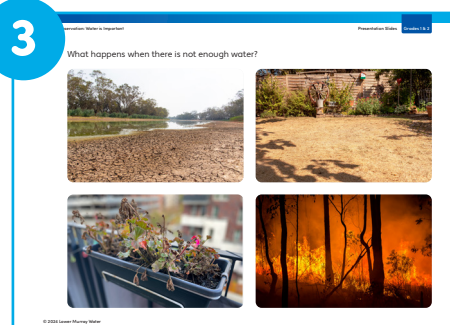 3
servation: Water is Important
Presentation Slides
Grades 1 & 2
What happens when there is not enough water?
© 2024 Lower Murray Water